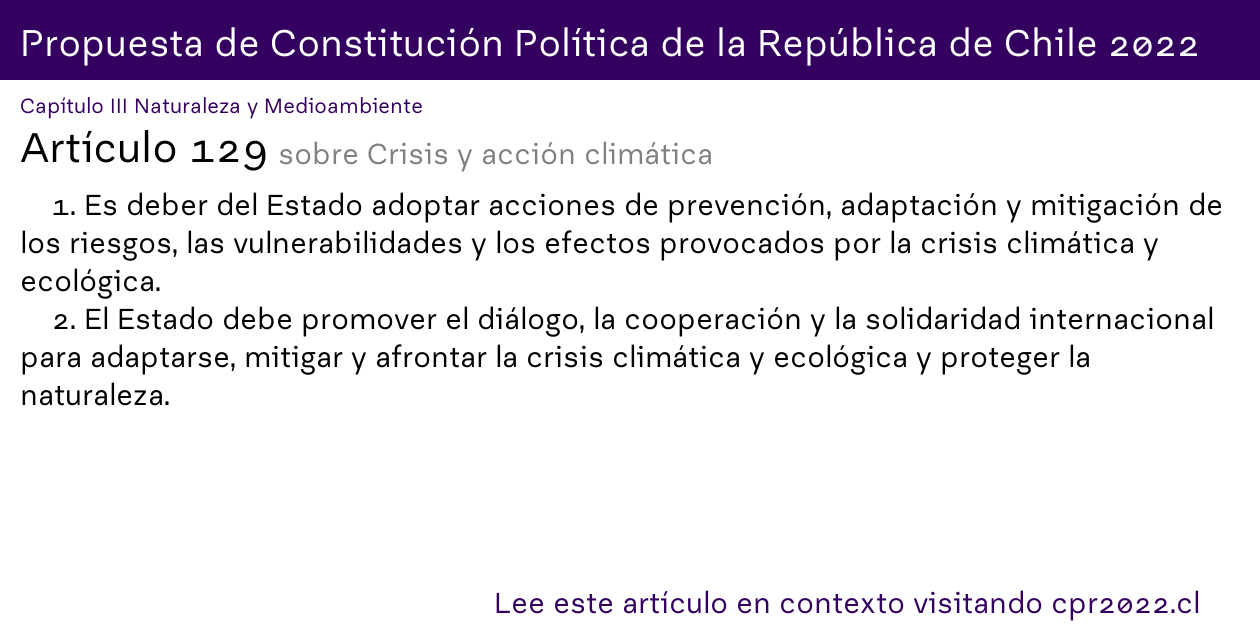 Propuesta de Constitución Política de la República de Chile 2022
Capítulo III Naturaleza y Medioambiente
Artículo 129 sobre Crisis y acción climática
1. Es deber del Estado adoptar acciones de prevención, adaptación y mitigación de
los riesgos, las vulnerabilidades y los efectos provocados por la crisis climática y
ecológica.
2. El Estado debe promover el diálogo, la cooperación y la solidaridad internacional
para adaptarse, mitigar y afrontar la crisis climática y ecológica y proteger la
naturaleza.
Lee este artículo en contexto visitando cpr2022.cl